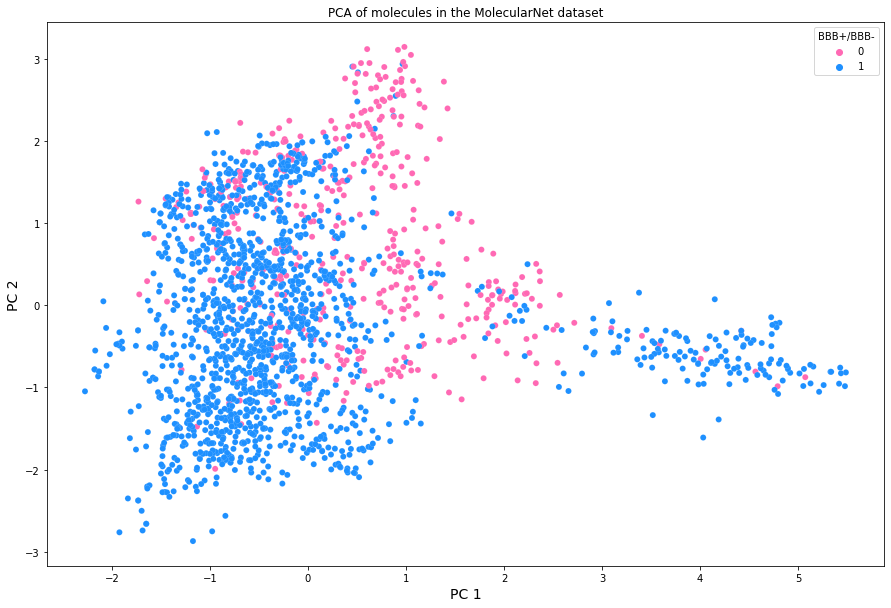 PCA of molecules in the MolecularNet dataset
BBB+/BBB-
0
1
3
2
1
0
−1
−2
−3
PC 2
−2 −1 0 1 2 3 4 5
PC 1